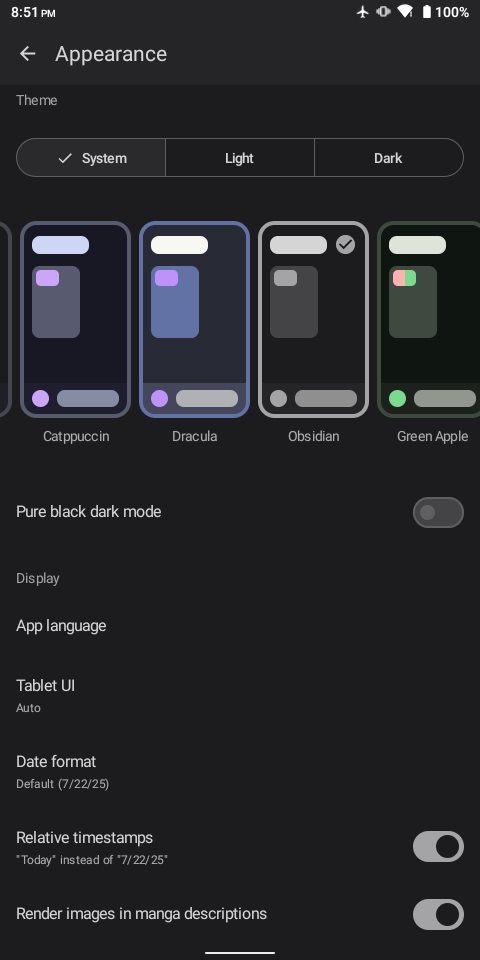 8:51 PM 100%
Appearance
Theme
System Light Dark
Catppuccin Dracula Obsidian Green Apple
Pure black dark mode
Display
App language
Tablet UI
Auto
Date format
Default (7/22/25)
Relative timestamps
"Today" instead of "7/22/25"
Render images in manga descriptions